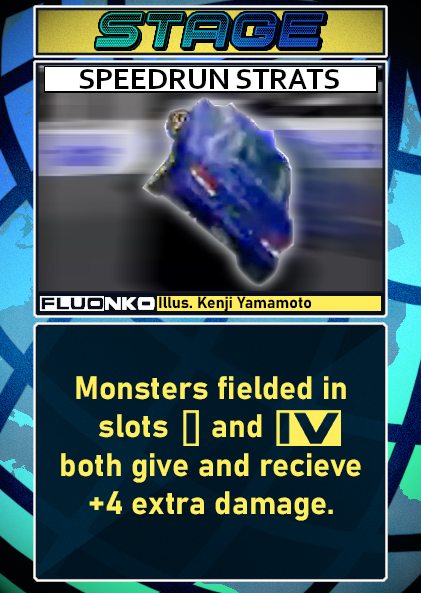 STAGE
SPEEDRUN STRATS
FLUONKO Illus. Kenji Yamamoto
Monsters fielded in
slots I and IV
both give and recieve
+4 extra damage.